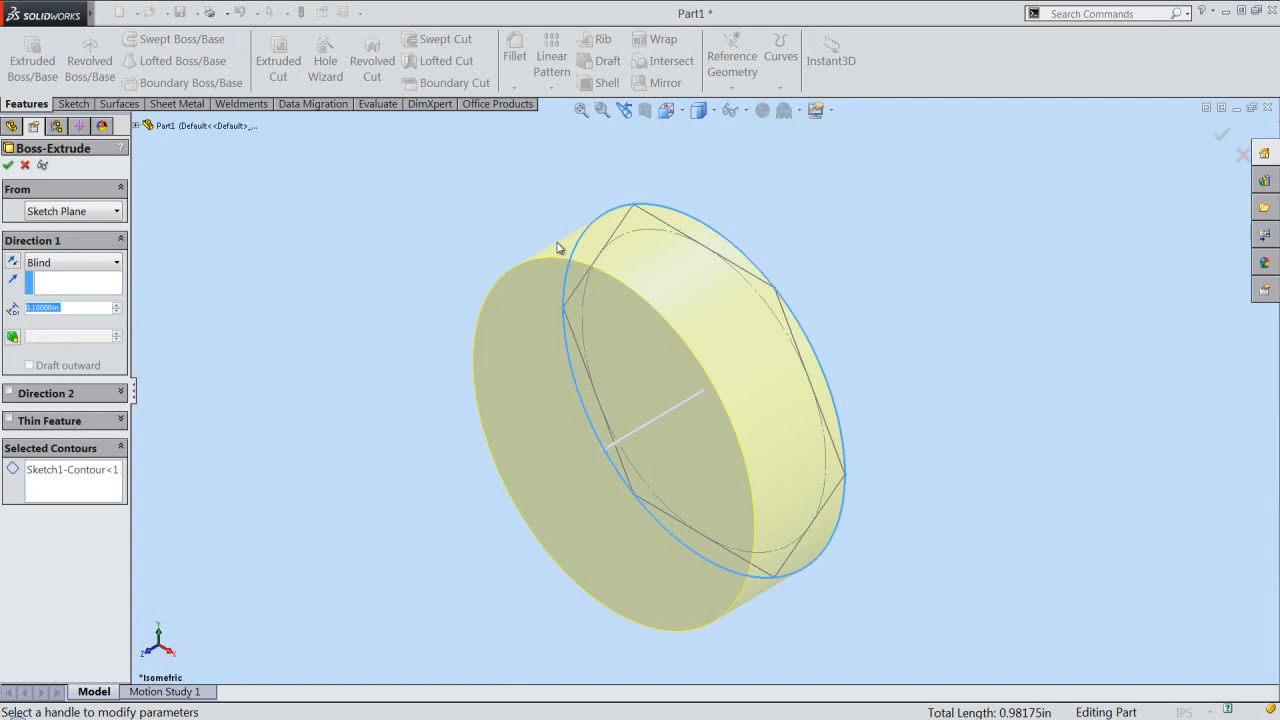 SOLIDWORKS
Part1 *
Search Commands
Extruded Boss/Base
Revolved Boss/Base
Swept Boss/Base
Lofted Boss/Base
Boundary Boss/Base
Extruded Cut
Hole Wizard
Revolved Cut
Swept Cut
Lofted Cut
Boundary Cut
Fillet
Linear Pattern
Rib
Draft
Shell
Wrap
Intersect
Mirror
Reference Geometry
Curves
Instant3D
Features
Sketch
Surfaces
Sheet Metal
Weldments
Data Migration
Evaluate
DimXpert
Office Products
Part1 (Default<<Default>_...
Boss-Extrude
?
From
Sketch Plane
Direction 1
Blind
0.10000in
Draft outward
Direction 2
Thin Feature
Selected Contours
Sketch1-Contour<1
Y
Z
X
*Isometric
Model
Motion Study 1
Select a handle to modify parameters
Total Length: 0.98175in
Editing Part
IPS